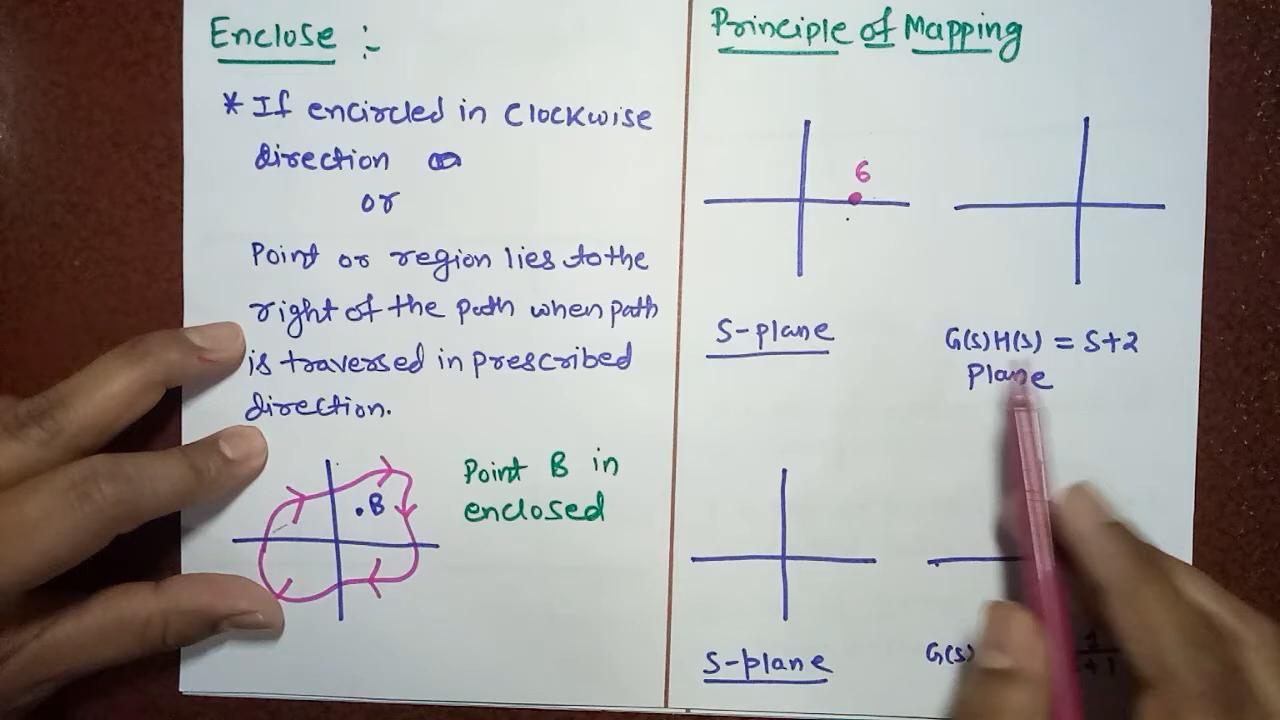 Enclose :-
* If encircled in clockwise
direction
or
Point or region lies to the
right of the path when path
is traversed in prescribed
direction.
.B
Point B in
enclosed
Principle of Mapping
6
S-plane
G(s)H(s) = S+2
Plane
S-plane
G(s)